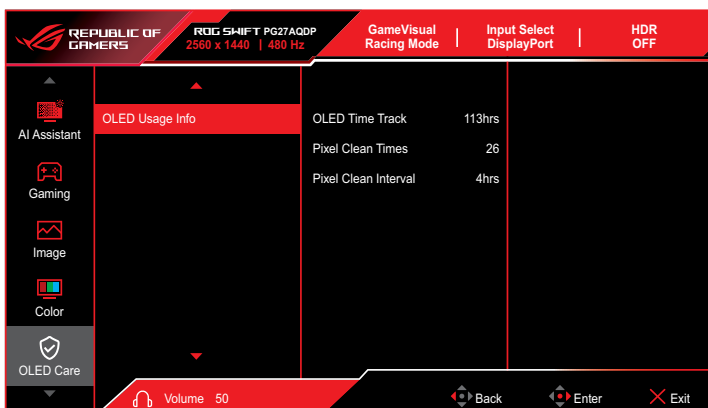 REPUBLIC OF
GAMERS
ROG SWIFT PG27AQDP
2560 x 1440 | 480 Hz
GameVisual
Racing Mode
Input Select
DisplayPort
HDR
OFF
AI Assistant
Gaming
Image
Color
OLED Care
OLED Usage Info
OLED Time Track 113hrs
Pixel Clean Times 26
Pixel Clean Interval 4hrs
Volume 50
Back
Enter
Exit